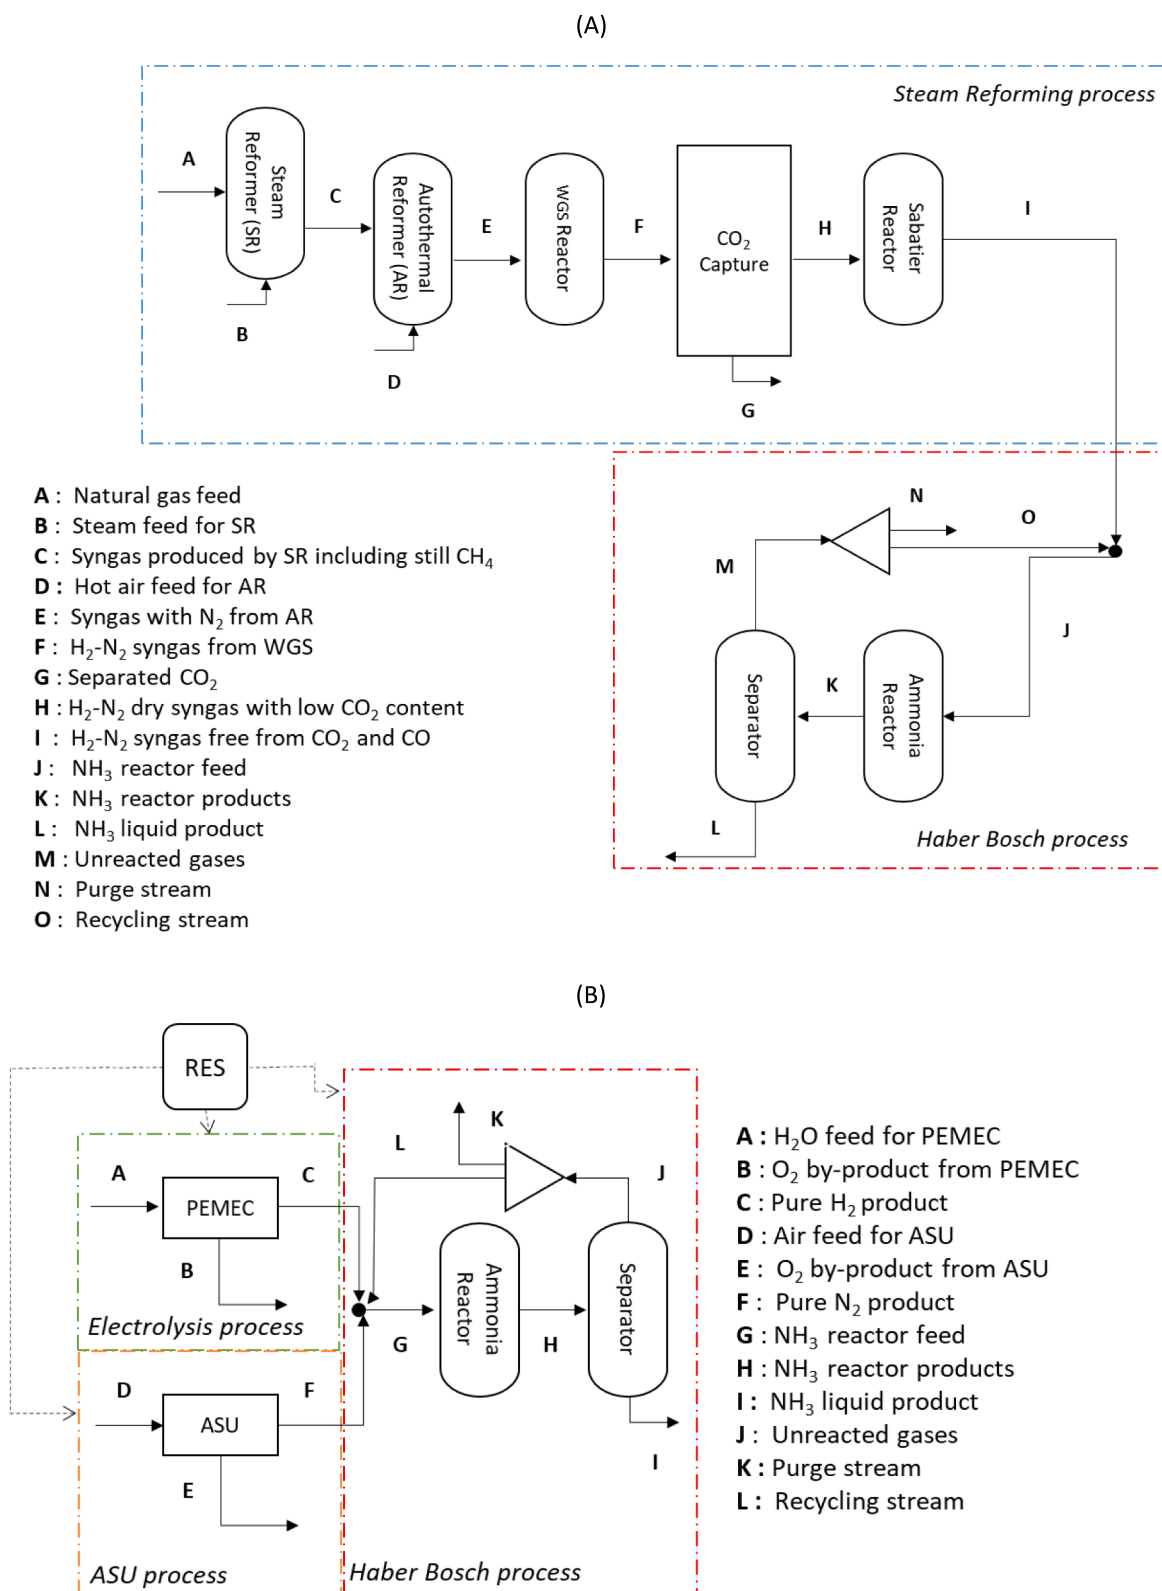 (A)
Steam Reforming process
A
Steam
Reformer (SR)
C
Autothermal
Reformer (AR)
E
WGS Reactor
F
CO2
Capture
H
Sabatier
Reactor
I
B
D
G
A : Natural gas feed
B : Steam feed for SR
C : Syngas produced by SR including still CH4
D : Hot air feed for AR
E : Syngas with N2 from AR
F : H2-N2 syngas from WGS
G : Separated CO2
H : H2-N2 dry syngas with low CO2 content
I : H2-N2 syngas free from CO2 and CO
J : NH3 reactor feed
K : NH3 reactor products
L : NH3 liquid product
M : Unreacted gases
N : Purge stream
O : Recycling stream
N
O
M
J
Separator
K
Ammonia
Reactor
L
Haber Bosch process
(B)
RES
A
C
PEMEC
B
Electrolysis process
D
F
ASU
E
ASU process
K
L
J
Ammonia
Reactor
Separator
G
H
I
Haber Bosch process
A : H2O feed for PEMEC
B : O2 by-product from PEMEC
C : Pure H2 product
D : Air feed for ASU
E : O2 by-product from ASU
F : Pure N2 product
G : NH3 reactor feed
H : NH3 reactor products
I : NH3 liquid product
J : Unreacted gases
K : Purge stream
L : Recycling stream